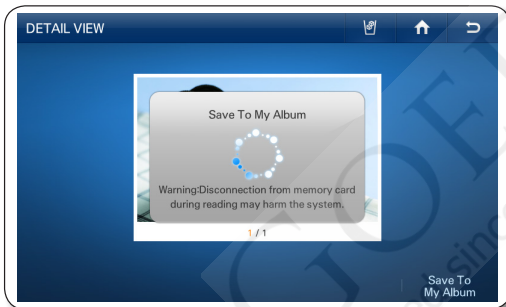 DETAIL VIEW
Save To My Album
Warning:Disconnection from memory card
during reading may harm the system.
1 / 1
Save To
My Album